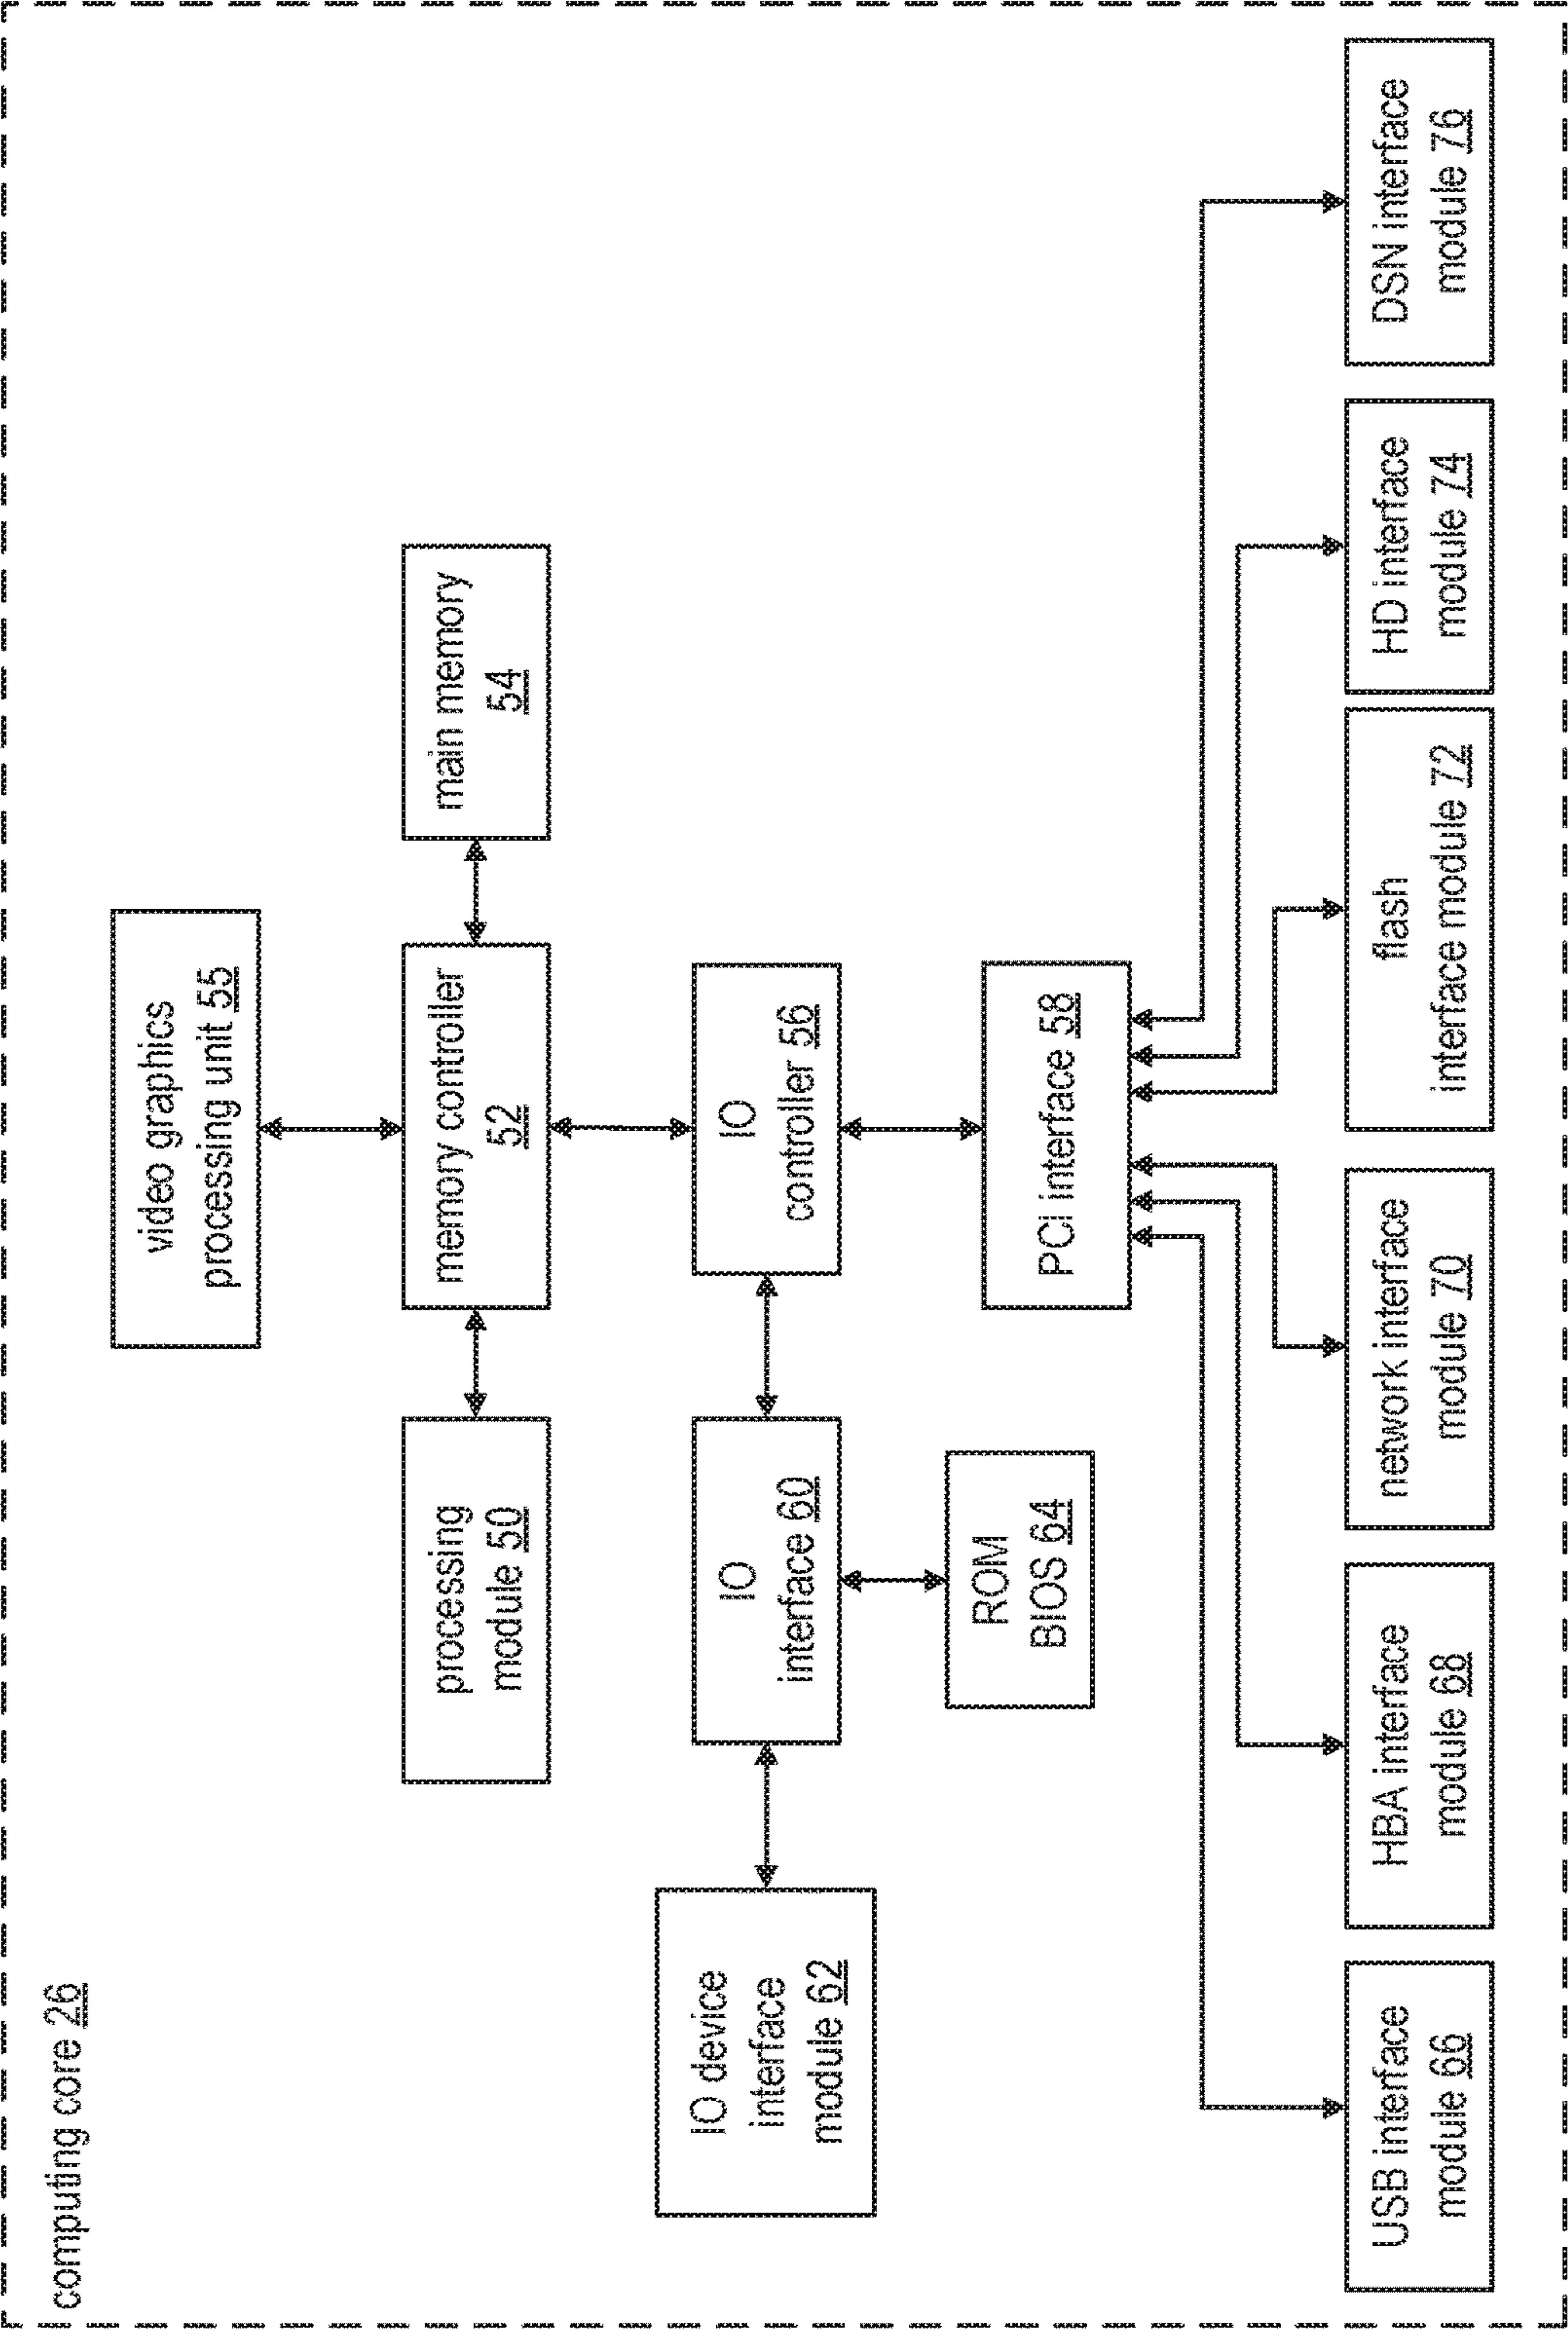 computing core 26
video graphics
processing unit 55
processing
module 50
memory controller
52
main memory
54
IO device
interface
module 62
IO
interface 60
IO
controller 56
ROM
BIOS 64
PCI interface 58
USB interface
module 66
HBA interface
module 68
network interface
module 70
flash
interface module 72
HD interface
module 74
DSN interface
module 76